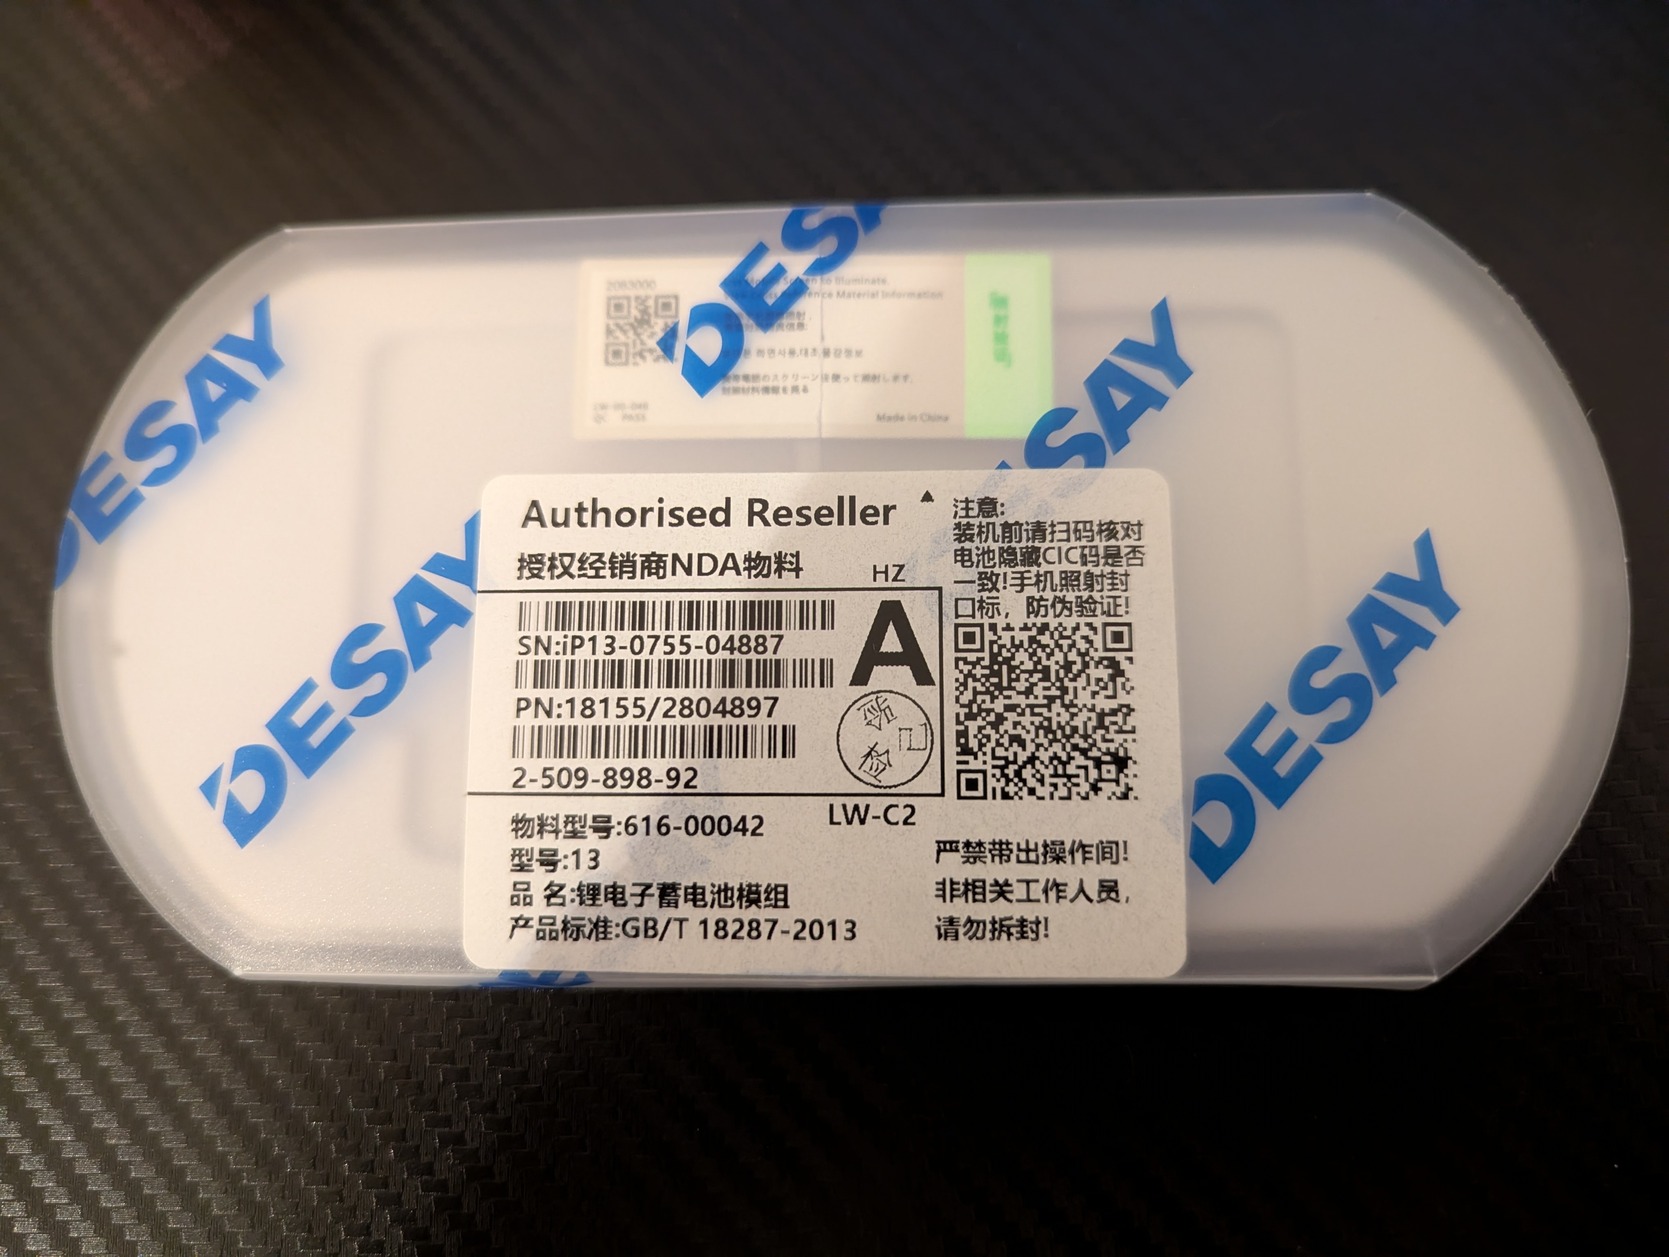 DESAY
DESAY
DESAY
DESAY
DESAY
2083000
Made in China
PASS
Authorised Reseller
授权经销商NDA物料
HZ
SN:iP13-0755-04887
A
PN:18155/2804897
2-509-898-92
检验
LW-C2
物料型号:616-00042
型号:13
品 名:锂电子蓄电池模组
产品标准:GB/T 18287-2013
注意:
装机前请扫码核对
电池隐藏CIC码是否
一致!手机照射封
口标，防伪验证!
严禁带出操作间!
非相关工作人员,
请勿拆封!